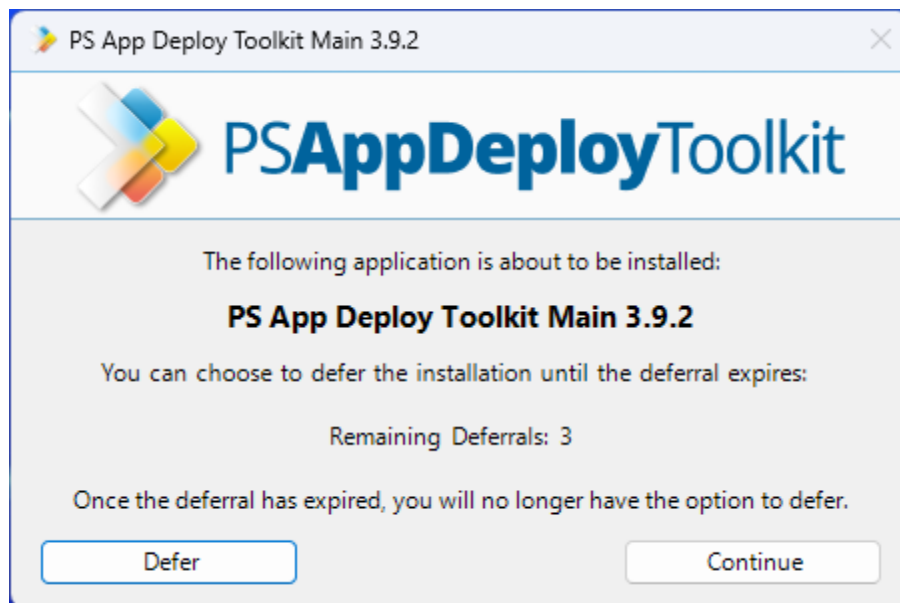 PS App Deploy Toolkit Main 3.9.2
PSAppDeployToolkit
The following application is about to be installed:
PS App Deploy Toolkit Main 3.9.2
You can choose to defer the installation until the deferral expires:
Remaining Deferrals: 3
Once the deferral has expired, you will no longer have the option to defer.
Defer
Continue